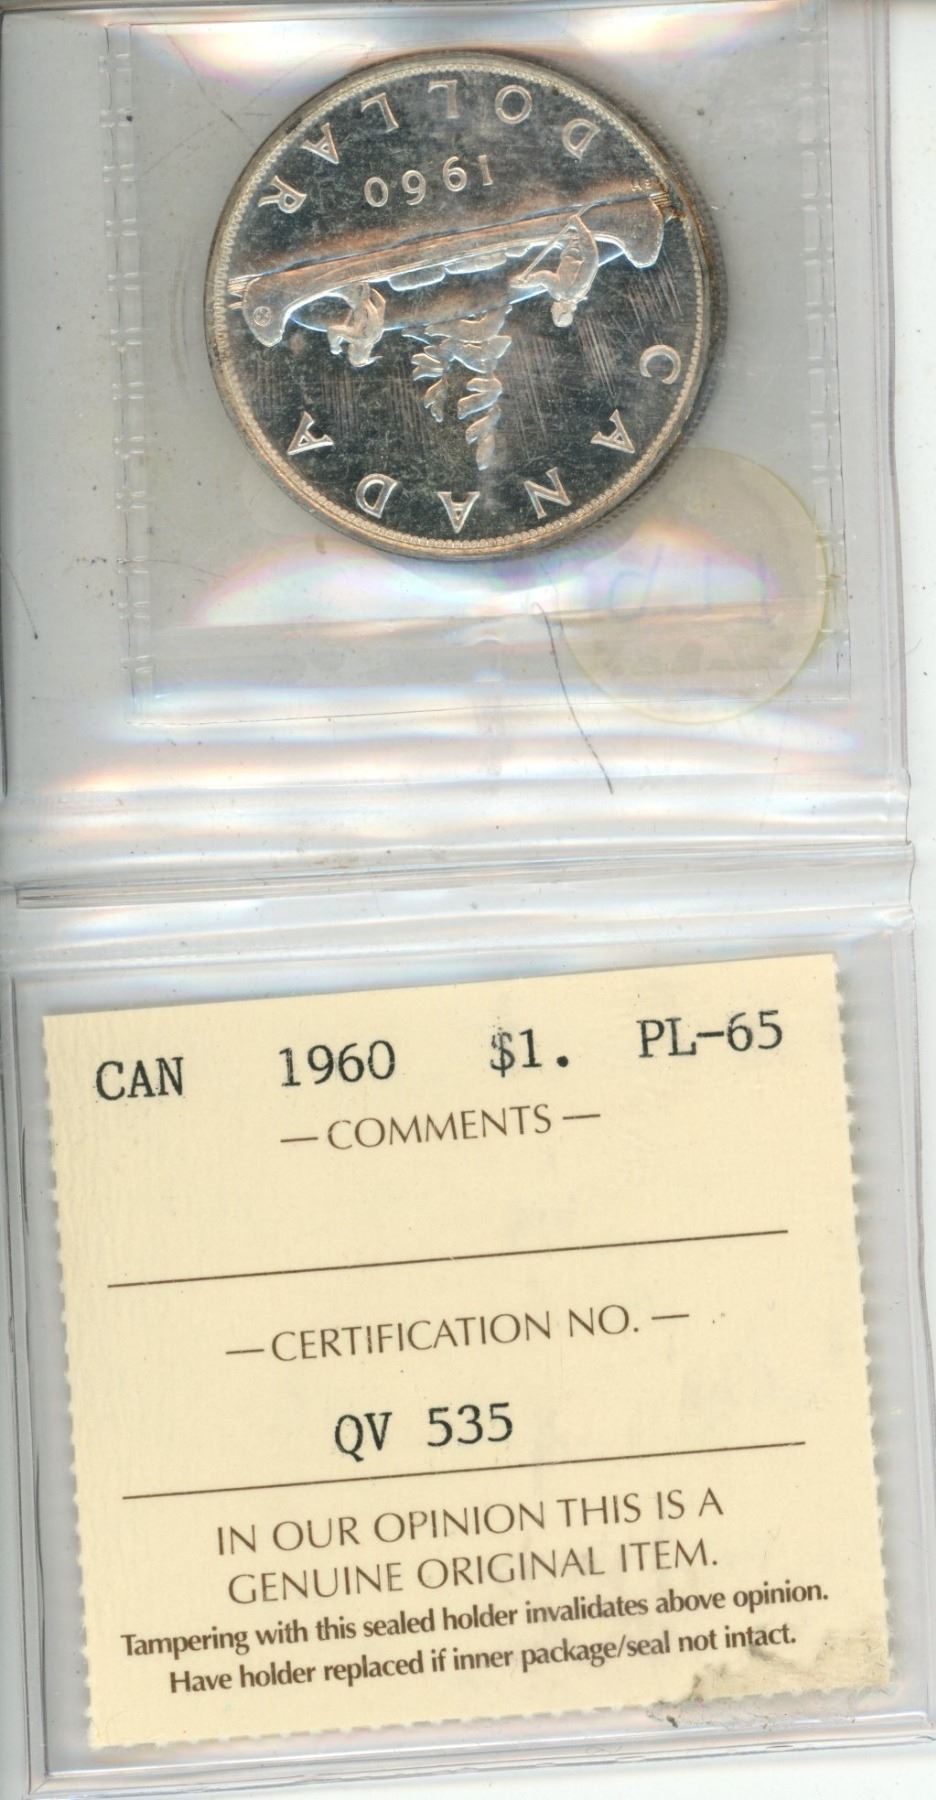 CANADA
1960
DOLLAR
CAN 1960 $1. PL-65
— COMMENTS —
— CERTIFICATION NO. —
QV 535
IN OUR OPINION THIS IS A
GENUINE ORIGINAL ITEM.
Tampering with this sealed holder invalidates above opinion.
Have holder replaced if inner package/seal not intact.